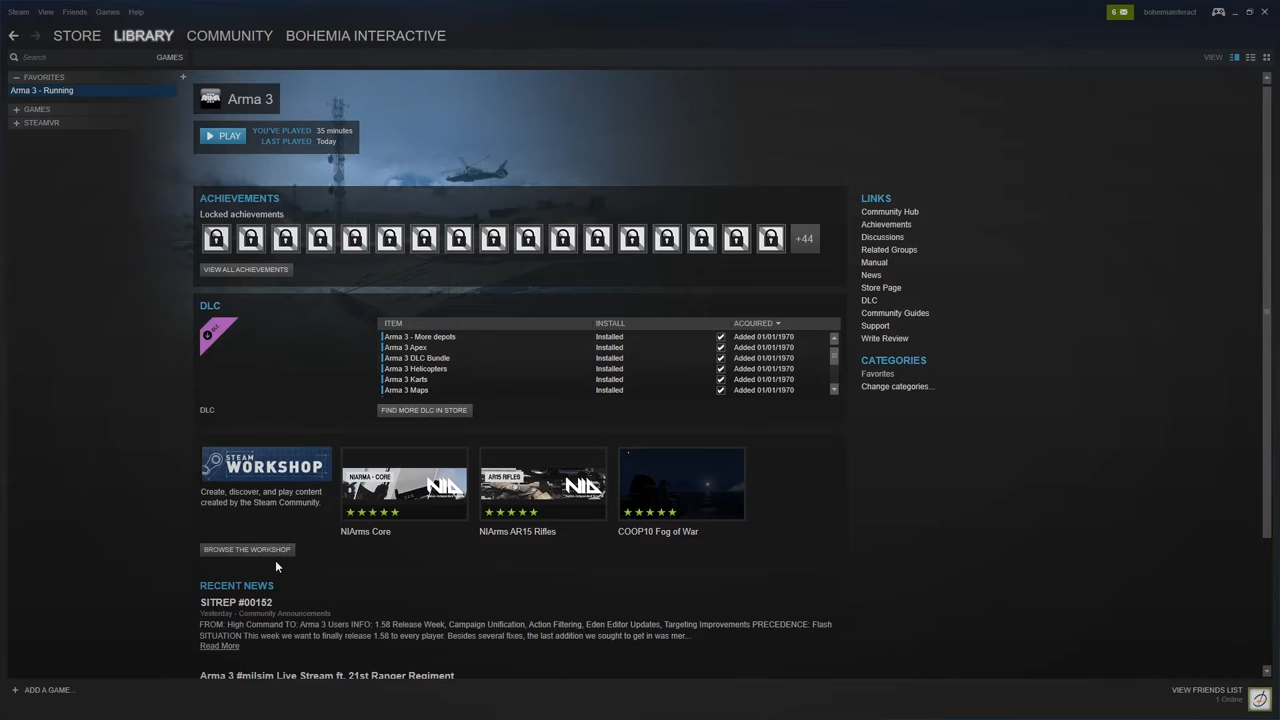 Steam View Friends Games Help
6 bohemiainteract
STORE LIBRARY COMMUNITY BOHEMIA INTERACTIVE
Search GAMES
VIEW
FAVORITES
Arma 3 - Running
GAMES
STEAMVR
Arma 3
PLAY
YOU'VE PLAYED 35 minutes
LAST PLAYED Today
ACHIEVEMENTS
Locked achievements
+44
VIEW ALL ACHIEVEMENTS
DLC
DLC
ITEM INSTALL ACQUIRED
Arma 3 - More depots Installed Added 01/01/1970
Arma 3 Apex Installed Added 01/01/1970
Arma 3 DLC Bundle Installed Added 01/01/1970
Arma 3 Helicopters Installed Added 01/01/1970
Arma 3 Karts Installed Added 01/01/1970
Arma 3 Maps Installed Added 01/01/1970
DLC
FIND MORE DLC IN STORE
STEAM
WORKSHOP
Create, discover, and play content
created by the Steam Community.
NIARMA - CORE
NIA
NIArms Core
AR15 RIFLES
NIA
NIArms AR15 Rifles
COOP10 Fog of War
BROWSE THE WORKSHOP
RECENT NEWS
SITREP #00152
Yesterday - Community Announcements
FROM: High Command TO: Arma 3 Users INFO: 1.58 Release Week, Campaign Unification, Action Filtering, Eden Editor Updates, Targeting Improvements PRECEDENCE: Flash
SITUATION This week we want to finally release 1.58 to every player. Besides several fixes, the last addition we sought to get in was mer...
Read More
Arma 3 #milsim Live Stream ft. 21st Ranger Regiment
LINKS
Community Hub
Achievements
Discussions
Related Groups
Manual
News
Store Page
DLC
Community Guides
Support
Write Review
CATEGORIES
Favorites
Change categories...
ADD A GAME...
VIEW FRIENDS LIST
1 Online